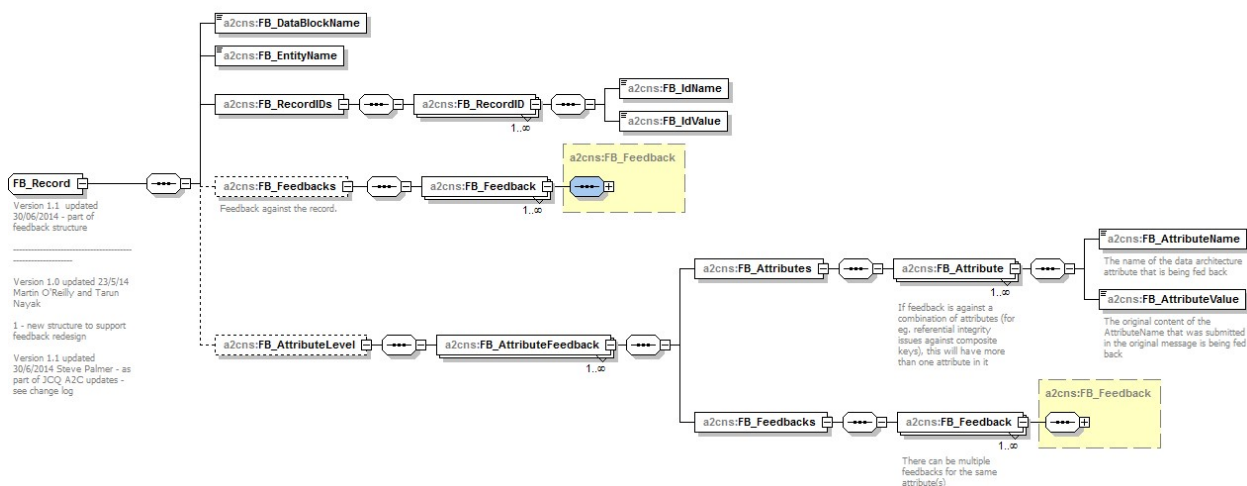 a2cns:FB_DataBlockName
a2cns:FB_EntityName
a2cns:FB_RecordIDs
a2cns:FB_RecordID
1..∞
a2cns:FB_IdName
a2cns:FB_IdValue
FB_Record
Version 1.1 updated
30/06/2014 - part of
feedback structure
--------------------------------------
-------------------
Version 1.0 updated 23/5/14
Martin O'Reilly and Tarun
Nayak
1 - new structure to support
feedback redesign
Version 1.1 updated
30/6/2014 Steve Palmer - as
part of JCQ A2C updates -
see change log
a2cns:FB_Feedbacks
Feedback against the record.
a2cns:FB_Feedback
1..∞
a2cns:FB_Feedback
a2cns:FB_AttributeLevel
a2cns:FB_AttributeFeedback
1..∞
a2cns:FB_Attributes
a2cns:FB_Attribute
1..∞
If feedback is against a
combination of attributes (for
eg. referential integrity
issues against composite
keys), this will have more
than one attribute in it
a2cns:FB_AttributeName
The name of the data architecture
attribute that is being fed back
a2cns:FB_AttributeValue
The original content of the
AttributeName that was submitted
in the original message is being fed
back
a2cns:FB_Feedbacks
a2cns:FB_Feedback
1..∞
There can be multiple
feedbacks for the same
attribute(s)
a2cns:FB_Feedback